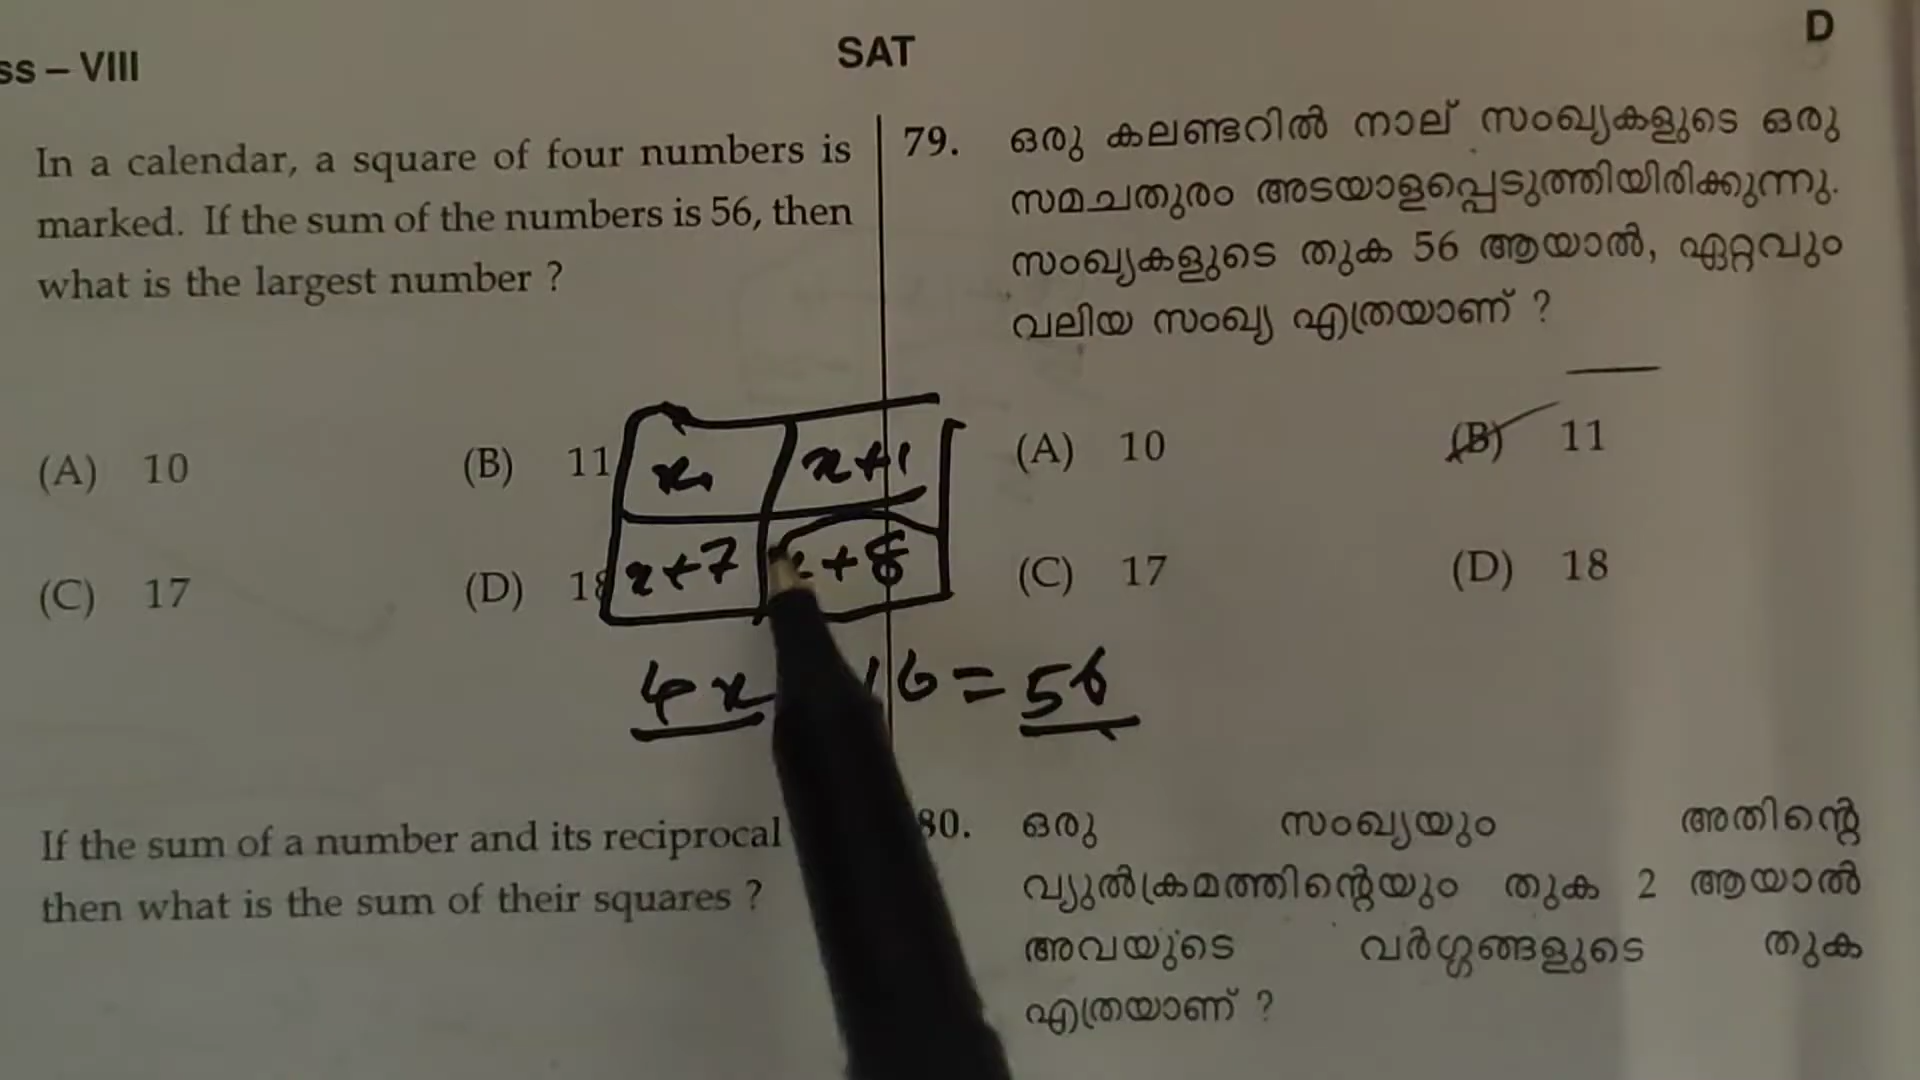 ss – VIII
SAT
D
In a calendar, a square of four numbers is
marked. If the sum of the numbers is 56, then
what is the largest number ?
(A) 10 (B) 11
(C) 17 (D) 18
79. ഒരു കലണ്ടറിൽ നാല് സംഖ്യകളുടെ ഒരു
സമചതുരം അടയാളപ്പെടുത്തിയിരിക്കുന്നു.
സംഖ്യകളുടെ തുക 56 ആയാൽ, ഏറ്റവും
വലിയ സംഖ്യ എത്രയാണ് ?
(A) 10 (B) 11
(C) 17 (D) 18
x x+1
x+7 x+8
4x 16 = 56
If the sum of a number and its reciprocal
then what is the sum of their squares ?
80. ഒരു സംഖ്യയും അതിന്റെ
വ്യുൽക്രമത്തിന്റെയും തുക 2 ആയാൽ
അവയുടെ വർഗ്ഗങ്ങളുടെ തുക
എത്രയാണ് ?